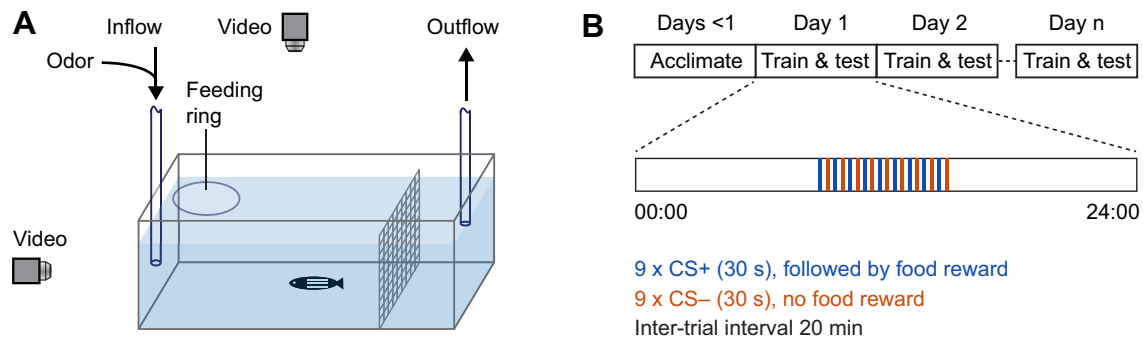 A
Inflow
Video
Outflow
Odor
Feeding
ring
Video
B
Days <1
Day 1
Day 2
Day n
Acclimate
Train & test
Train & test
Train & test
00:00
24:00
9 x CS+ (30 s), followed by food reward
9 x CS– (30 s), no food reward
Inter-trial interval 20 min